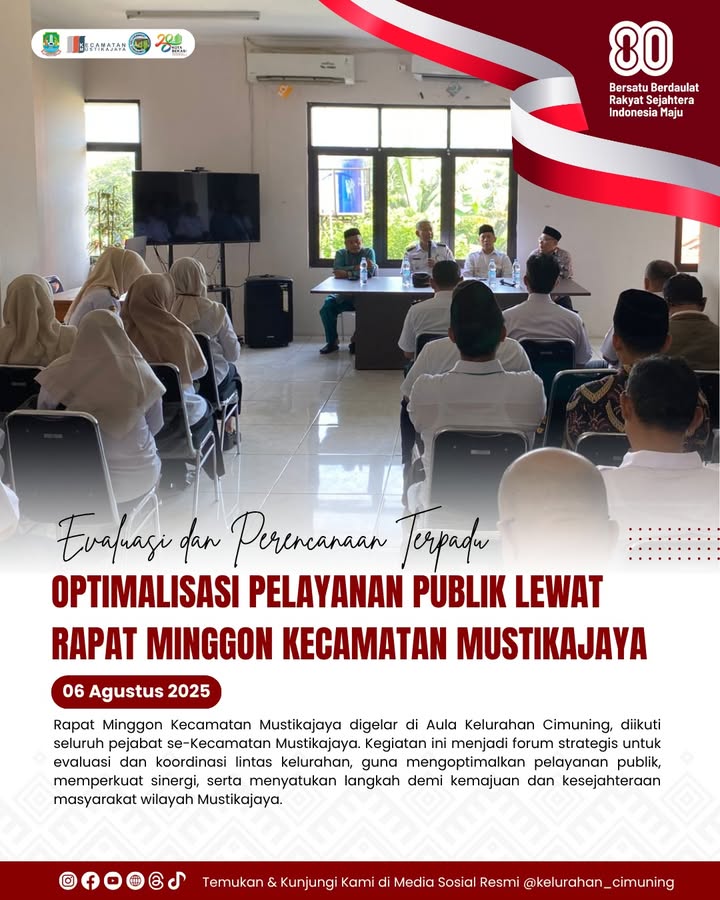 KECAMATAN
MUSTIKAJAYA
KOTA BEKASI
80
Bersatu Berdaulat
Rakyat Sejahtera
Indonesia Maju
Evaluasi dan Perencanaan Terpadu
OPTIMALISASI PELAYANAN PUBLIK LEWAT
RAPAT MINGGON KECAMATAN MUSTIKAJAYA
06 Agustus 2025
Rapat Minggon Kecamatan Mustikajaya digelar di Aula Kelurahan Cimuning, diikuti
seluruh pejabat se-Kecamatan Mustikajaya. Kegiatan ini menjadi forum strategis untuk
evaluasi dan koordinasi lintas kelurahan, guna mengoptimalkan pelayanan publik,
memperkuat sinergi, serta menyatukan langkah demi kemajuan dan kesejahteraan
masyarakat wilayah Mustikajaya.
Temukan & Kunjungi Kami di Media Sosial Resmi @kelurahan_cimuning